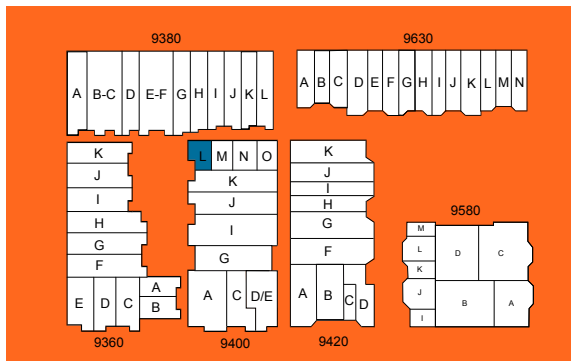 9380
9630
A B-C D E-F G H I J K L
A B C D E F G H I J K L M N
K
J
I
H
G
F
E D C
A
B
9360
L M N O
K
J
I
G
A C D/E
9400
K
J
I
H
G
F
A B C D
9420
9580
M
L
K
J
I
D C
B A